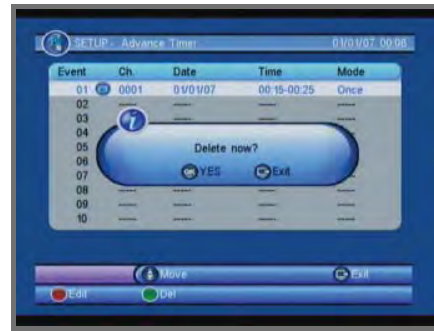 SETUP - Advance Timer 01/01/07 00:06
Event Ch. Date Time Mode
01 0001 01/01/07 00:15-00:25 Once
02 ----- ----- ----- -----
03 ----- -----
04 -----
05
06
07
08 ----- ----- ----- -----
09 ----- ----- ----- -----
10 ----- ----- ----- -----
Delete now?
OK YES Exit
Move Exit
Edit Del